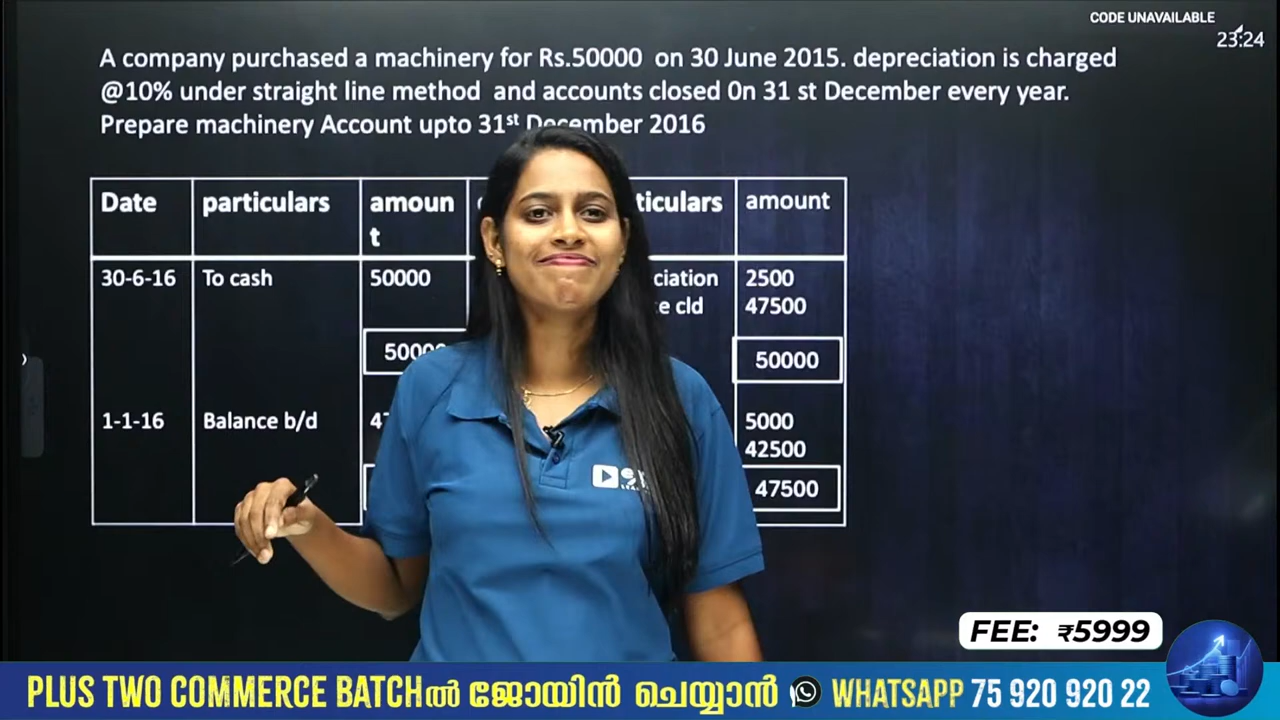 CODE UNAVAILABLE
23:24
A company purchased a machinery for Rs.50000 on 30 June 2015. depreciation is charged
@10% under straight line method and accounts closed 0n 31 st December every year.
Prepare machinery Account upto 31st December 2016
Date particulars amoun ticulars amount
t
30-6-16 To cash 50000 ciation 2500
e cld 47500
5000 50000
1-1-16 Balance b/d 47 5000
42500
47500
FEE: ₹5999
PLUS TWO COMMERCE BATCHൽ ജോയിൻ ചെയ്യാൻ WHATSAPP 75 920 920 22